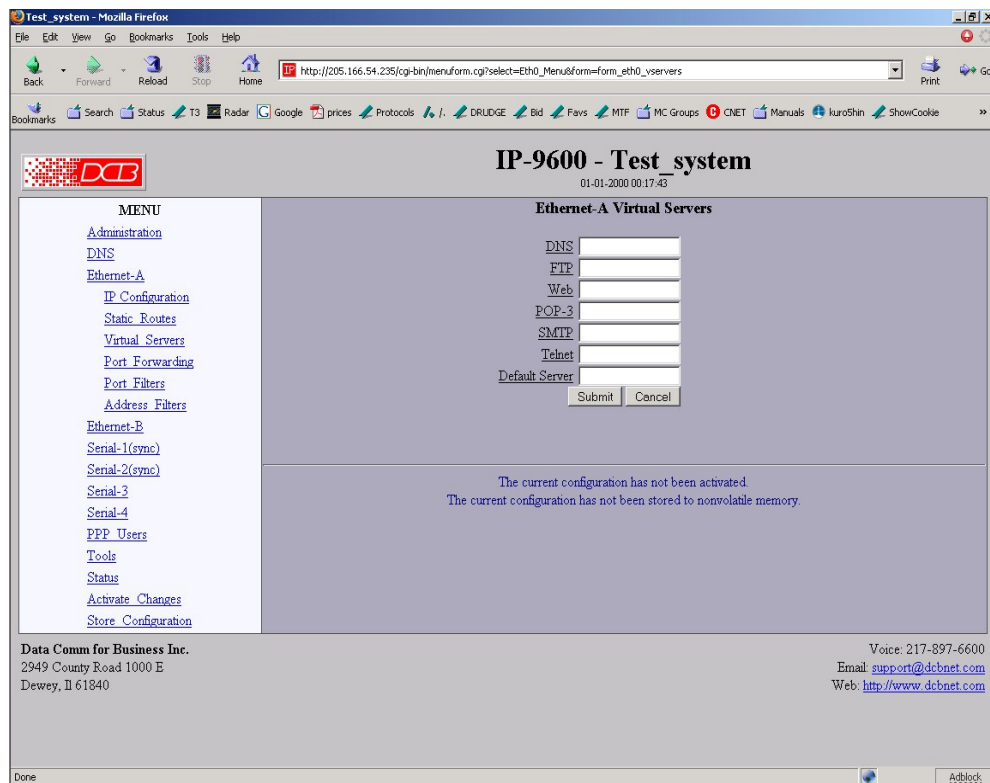 Test_system - Mozilla Firefox
File Edit View Go Bookmarks Tools Help
Back Forward Reload Stop Home IP http://205.166.54.235/cgi-bin/menuform.cgi?select=Eth0_Menu&form=form_eth0_vservers Print Go
Bookmarks Search Status T3 Radar G Google prices Protocols /. DRUDGE Bid Favs MTF MC Groups C CNET Manuals kuro5hin ShowCookie »
DCB
IP-9600 - Test_system
01-01-2000 00:17:43
MENU
Administration
DNS
Ethernet-A
IP Configuration
Static Routes
Virtual Servers
Port Forwarding
Port Filters
Address Filters
Ethernet-B
Serial-1(sync)
Serial-2(sync)
Serial-3
Serial-4
PPP Users
Tools
Status
Activate Changes
Store Configuration
Ethernet-A Virtual Servers
DNS
FTP
Web
POP-3
SMTP
Telnet
Default Server
Submit Cancel
The current configuration has not been activated.
The current configuration has not been stored to nonvolatile memory.
Data Comm for Business Inc.
2949 County Road 1000 E
Dewey, Il 61840
Voice: 217-897-6600
Email: support@dcbnet.com
Web: http://www.dcbnet.com
Done Adblock